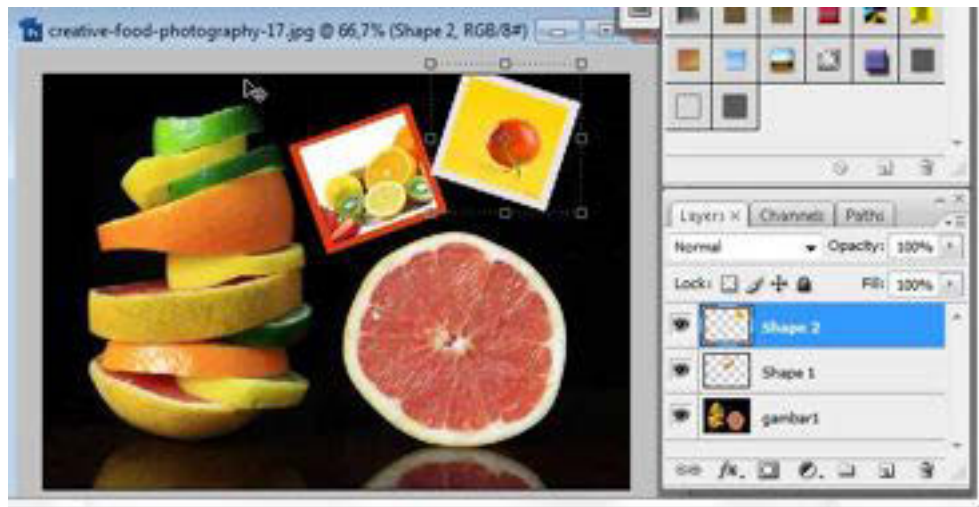 creative-food-photography-17.jpg @ 66,7% (Shape 2, RGB/8#)
Layers × Channels Paths
Normal Opacity: 100%
Lock: Fill: 100%
Shape 2
Shape 1
gambar1
fx.